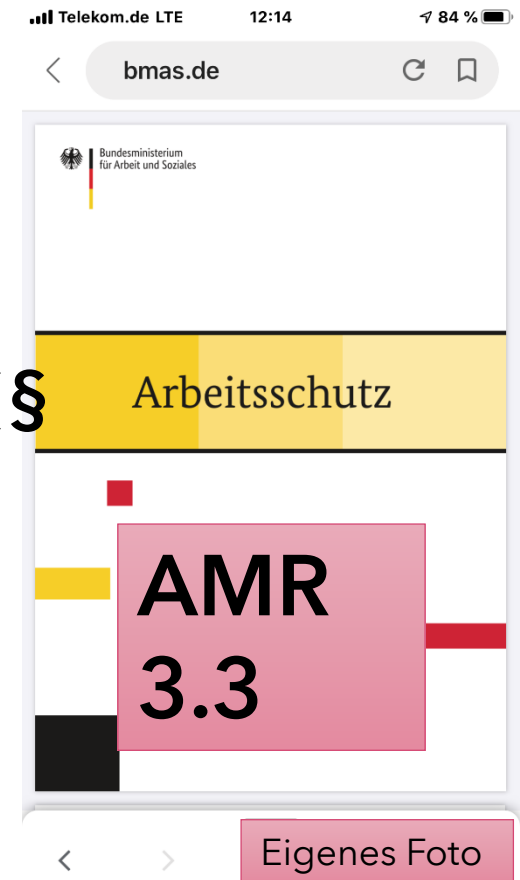 Telekom.de LTE 12:14 84 %
bmas.de
Bundesministerium
für Arbeit und Soziales
§
Arbeitsschutz
AMR
3.3
Eigenes Foto